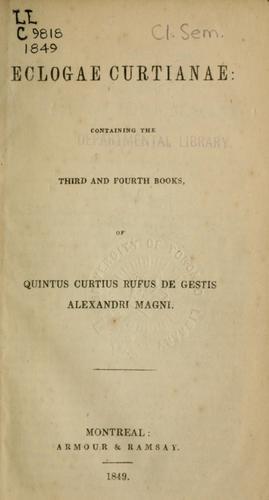 LL
C 9818
1849
Cl. Sem.
ECLOGAE CURTIANAE:
CONTAINING THE
DEPARTMENTAL LIBRARY
THIRD AND FOURTH BOOKS,
OF
QUINTUS CURTIUS RUFUS DE GESTIS
ALEXANDRI MAGNI.
MONTREAL:
ARMOUR & RAMSAY.
1849.